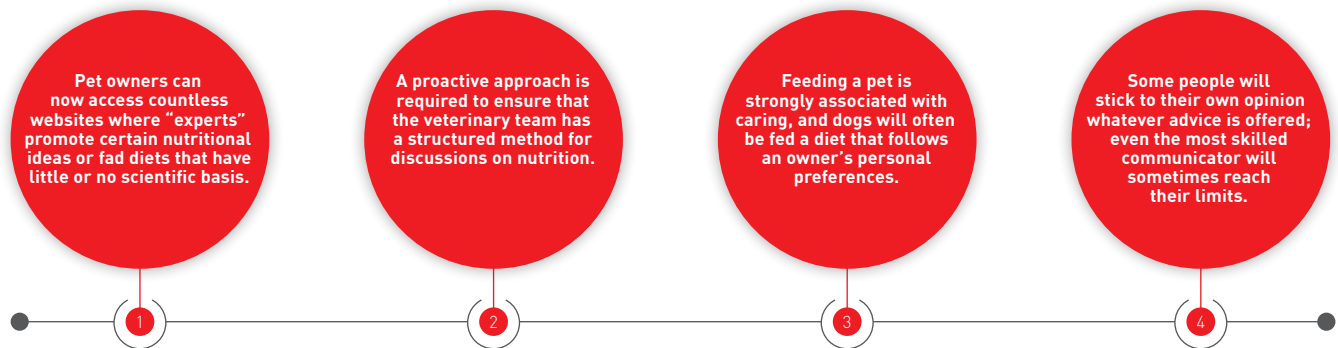 Pet owners can
now access countless
websites where “experts”
promote certain nutritional
ideas or fad diets that have
little or no scientific basis.
A proactive approach is
required to ensure that
the veterinary team has
a structured method for
discussions on nutrition.
Feeding a pet is
strongly associated with
caring, and dogs will often
be fed a diet that follows
an owner’s personal
preferences.
Some people will
stick to their own opinion
whatever advice is offered;
even the most skilled
communicator will
sometimes reach
their limits.
1
2
3
4